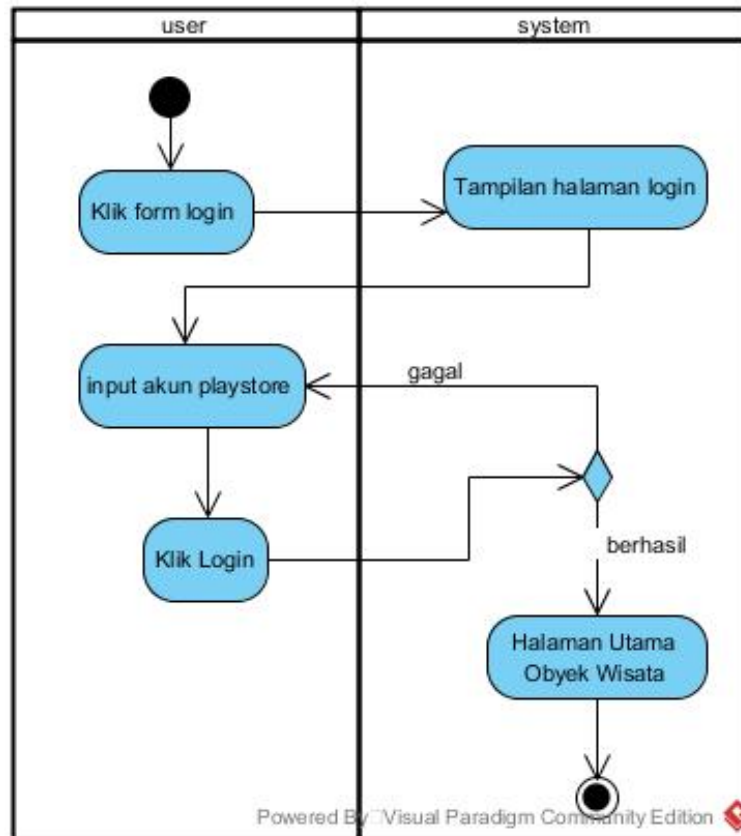 user
system
Klik form login
Tampilan halaman login
input akun playstore
gagal
Klik Login
berhasil
Halaman Utama
Obyek Wisata
Powered By Visual Paradigm Community Edition